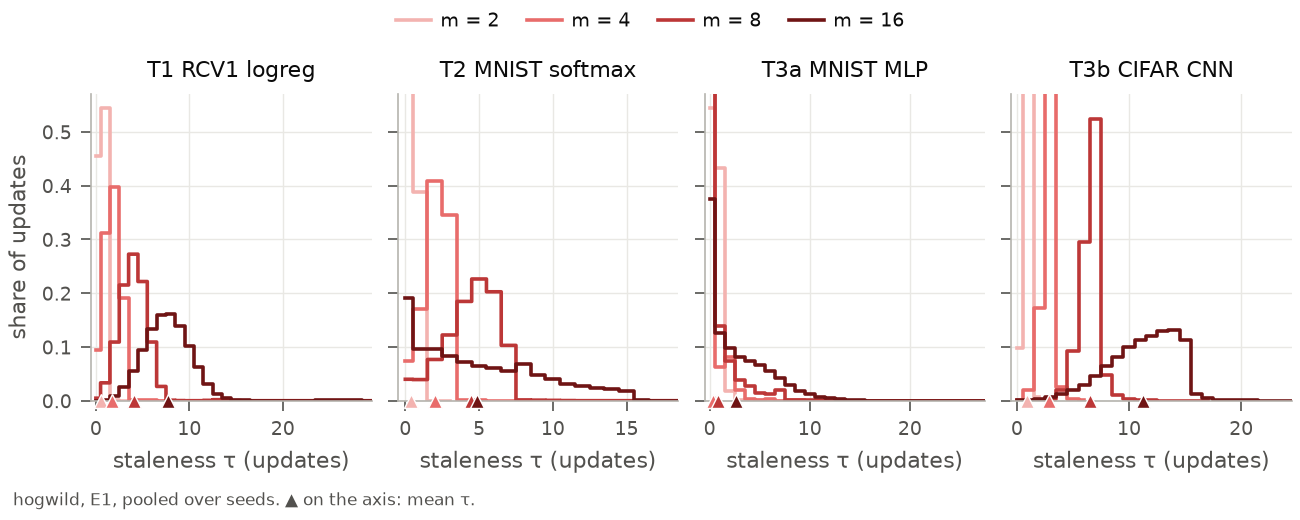 m = 2 m = 4 m = 8 m = 16
T1 RCV1 logreg T2 MNIST softmax T3a MNIST MLP T3b CIFAR CNN
share of updates
0.5
0.4
0.3
0.2
0.1
0.0
0 10 20 0 5 10 15 0 10 20 0 10 20
staleness τ (updates) staleness τ (updates) staleness τ (updates) staleness τ (updates)
hogwild, E1, pooled over seeds. ▲ on the axis: mean τ.